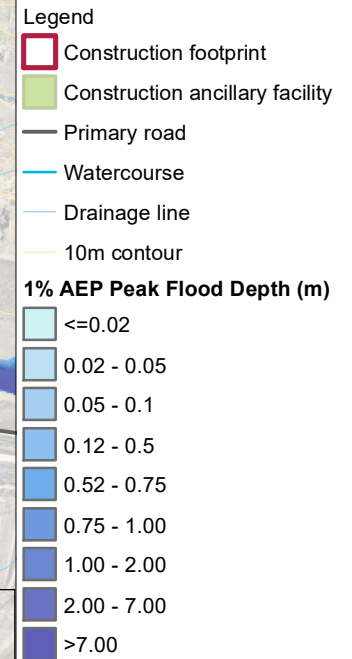 Legend
Construction footprint
Construction ancillary facility
Primary road
Watercourse
Drainage line
10m contour
1% AEP Peak Flood Depth (m)
<=0.02
0.02 - 0.05
0.05 - 0.1
0.12 - 0.5
0.52 - 0.75
0.75 - 1.00
1.00 - 2.00
2.00 - 7.00
>7.00